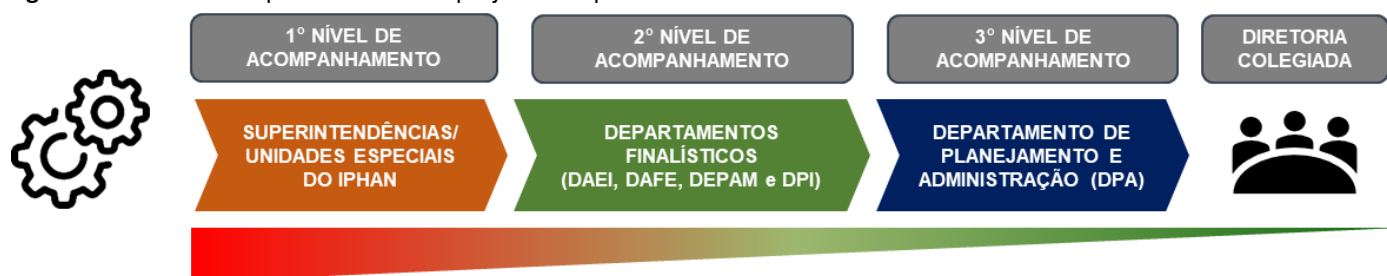 1° NÍVEL DE
ACOMPANHAMENTO
2° NÍVEL DE
ACOMPANHAMENTO
3° NÍVEL DE
ACOMPANHAMENTO
DIRETORIA
COLEGIADA
SUPERINTENDÊNCIAS/
UNIDADES ESPECIAIS
DO IPHAN
DEPARTAMENTOS
FINALÍSTICOS
(DAEI, DAFE, DEPAM e DPI)
DEPARTAMENTO DE
PLANEJAMENTO E
ADMINISTRAÇÃO (DPA)